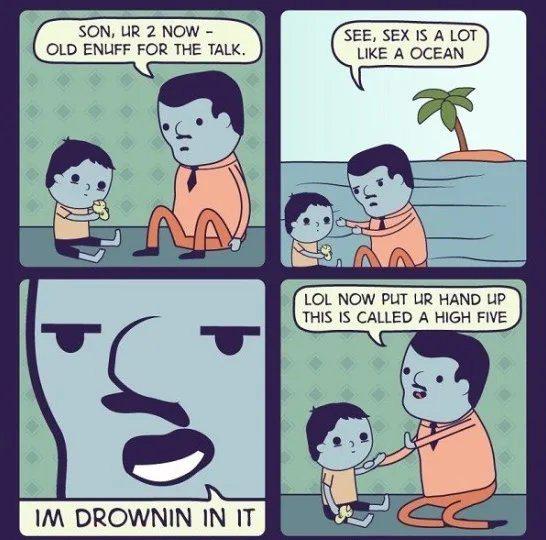 SON, UR 2 NOW -
OLD ENUFF FOR THE TALK.
SEE, SEX IS A LOT
LIKE A OCEAN
IM DROWNIN IN IT
LOL NOW PUT UR HAND UP
THIS IS CALLED A HIGH FIVE